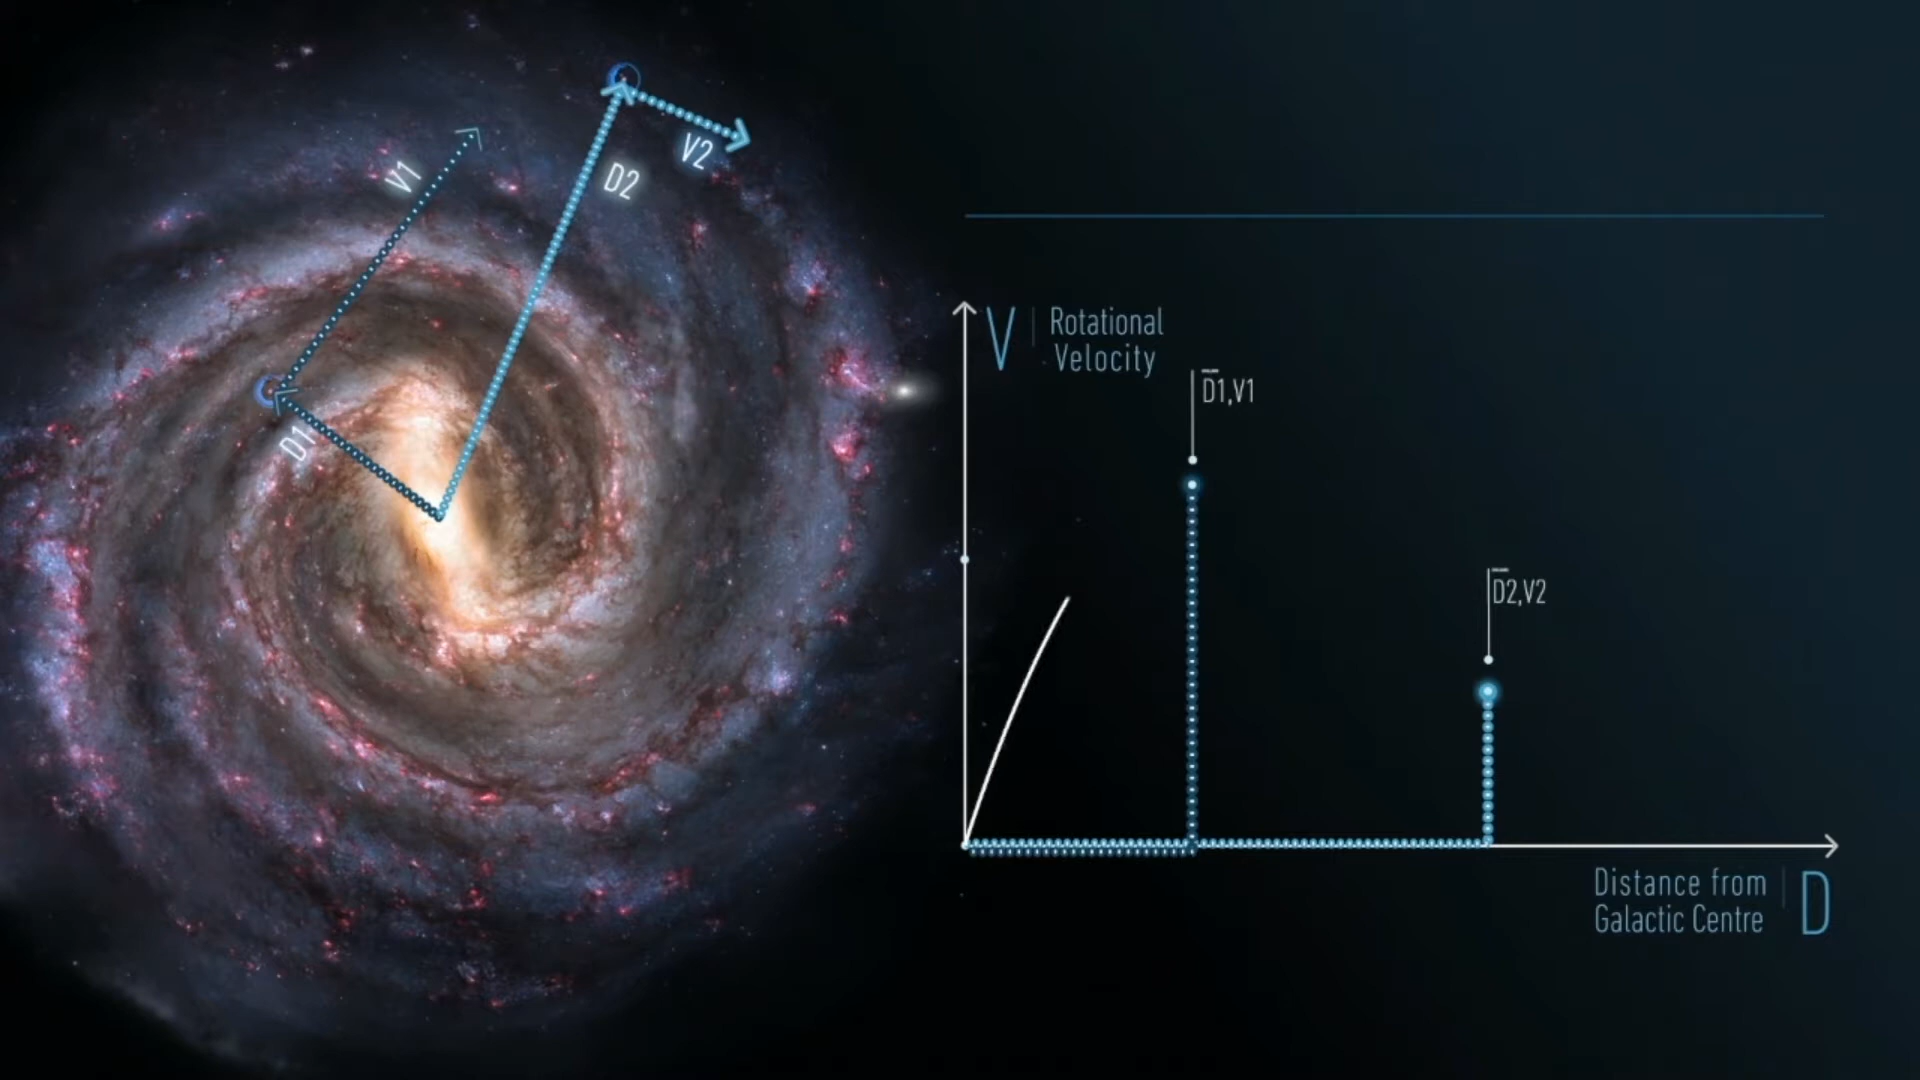 V1
V2
D2
D1
V
Rotational
Velocity
D1,V1
D2,V2
Distance from
Galactic Centre
D